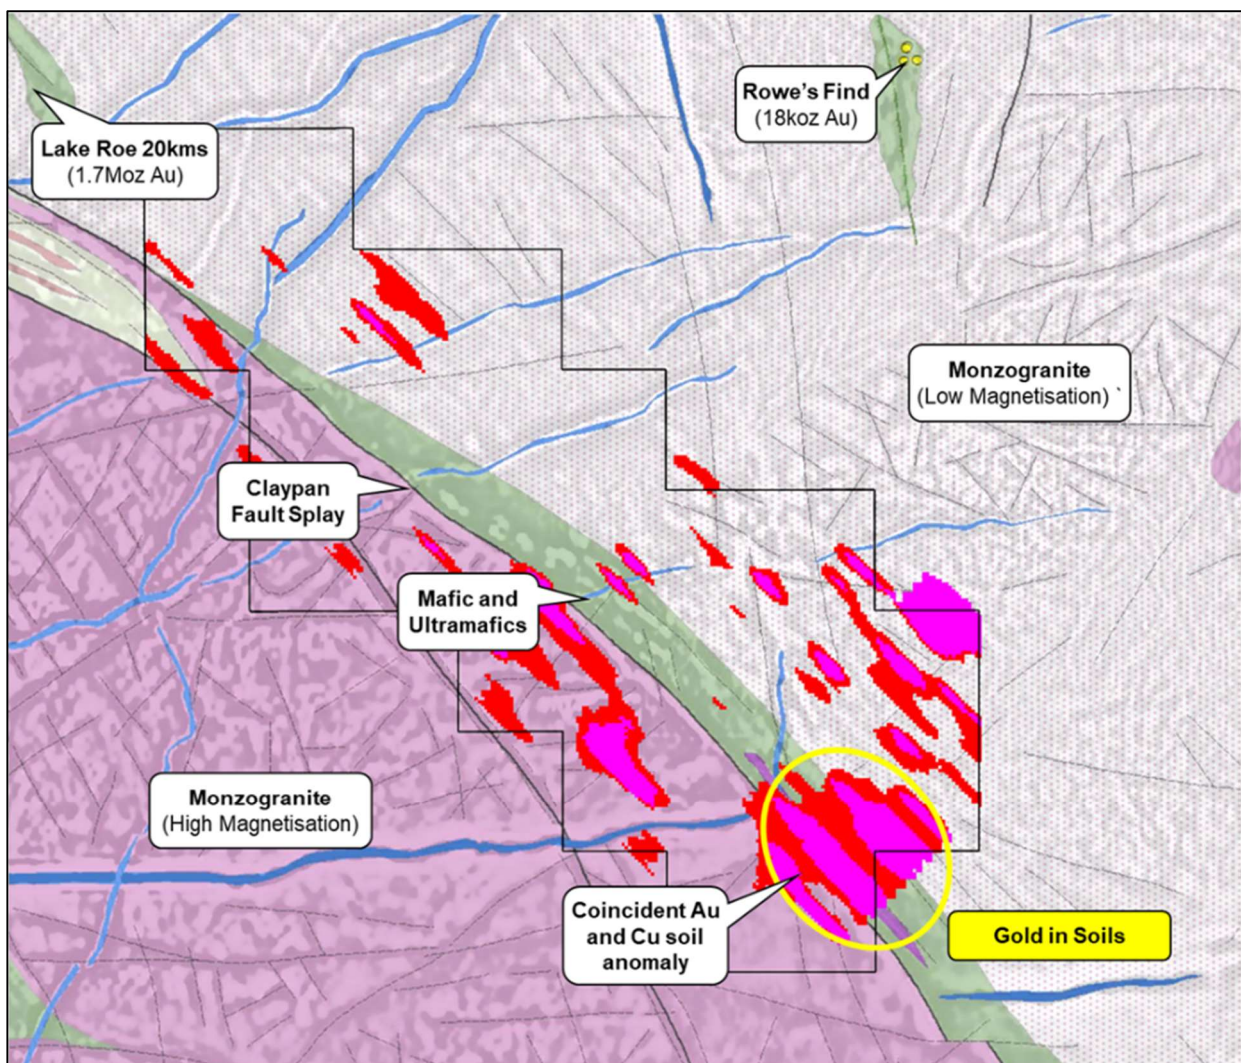 Rowe's Find
(18koz Au)
Lake Roe 20kms
(1.7Moz Au)
Monzogranite
(Low Magnetisation) `
Claypan
Fault Splay
Mafic and
Ultramafics
Monzogranite
(High Magnetisation)
Coincident Au
and Cu soil
anomaly
Gold in Soils